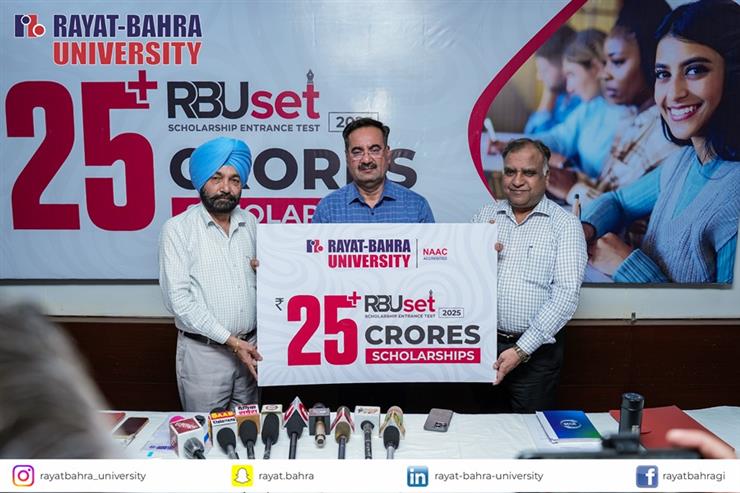 RAYAT-BAHRA
UNIVERSITY
25+ RBUset
SCHOLARSHIP ENTRANCE TEST
CRORES
RAYAT-BAHRA
UNIVERSITY
NAAC
ACCREDITED
₹ 25+ RBUset
SCHOLARSHIP ENTRANCE TEST 2025
CRORES
SCHOLARSHIPS
rayatbahra_university
rayat.bahra
rayat-bahra-university
rayatbahragi